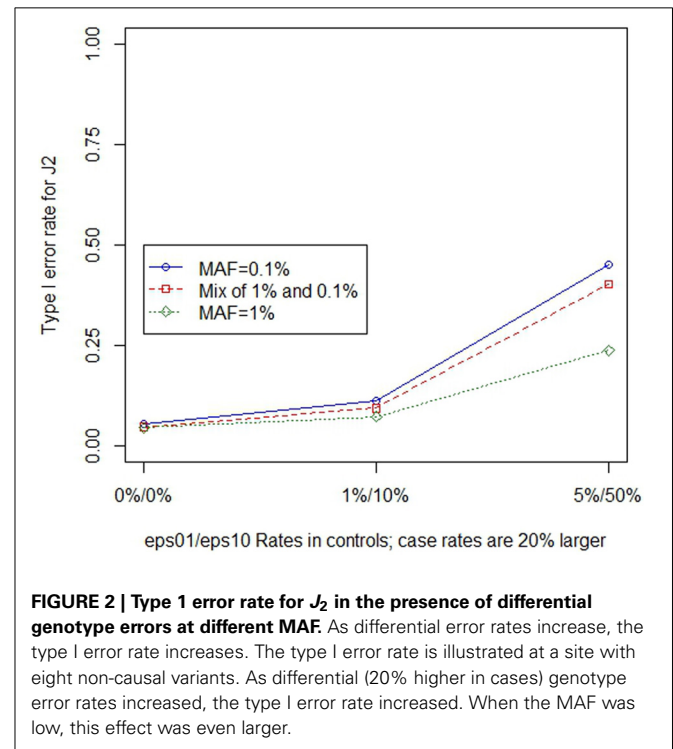 1.00
0.75
0.50
0.25
0.00
Type I error rate for J2
MAF=0.1%
Mix of 1% and 0.1%
MAF=1%
0%/0%
1%/10%
5%/50%
eps01/eps10 Rates in controls; case rates are 20% larger
FIGURE 2 | Type 1 error rate for J2 in the presence of differential
genotype errors at different MAF. As differential error rates increase, the
type I error rate increases. The type I error rate is illustrated at a site with
eight non-causal variants. As differential (20% higher in cases) genotype
error rates increased, the type I error rate increased. When the MAF was
low, this effect was even larger.